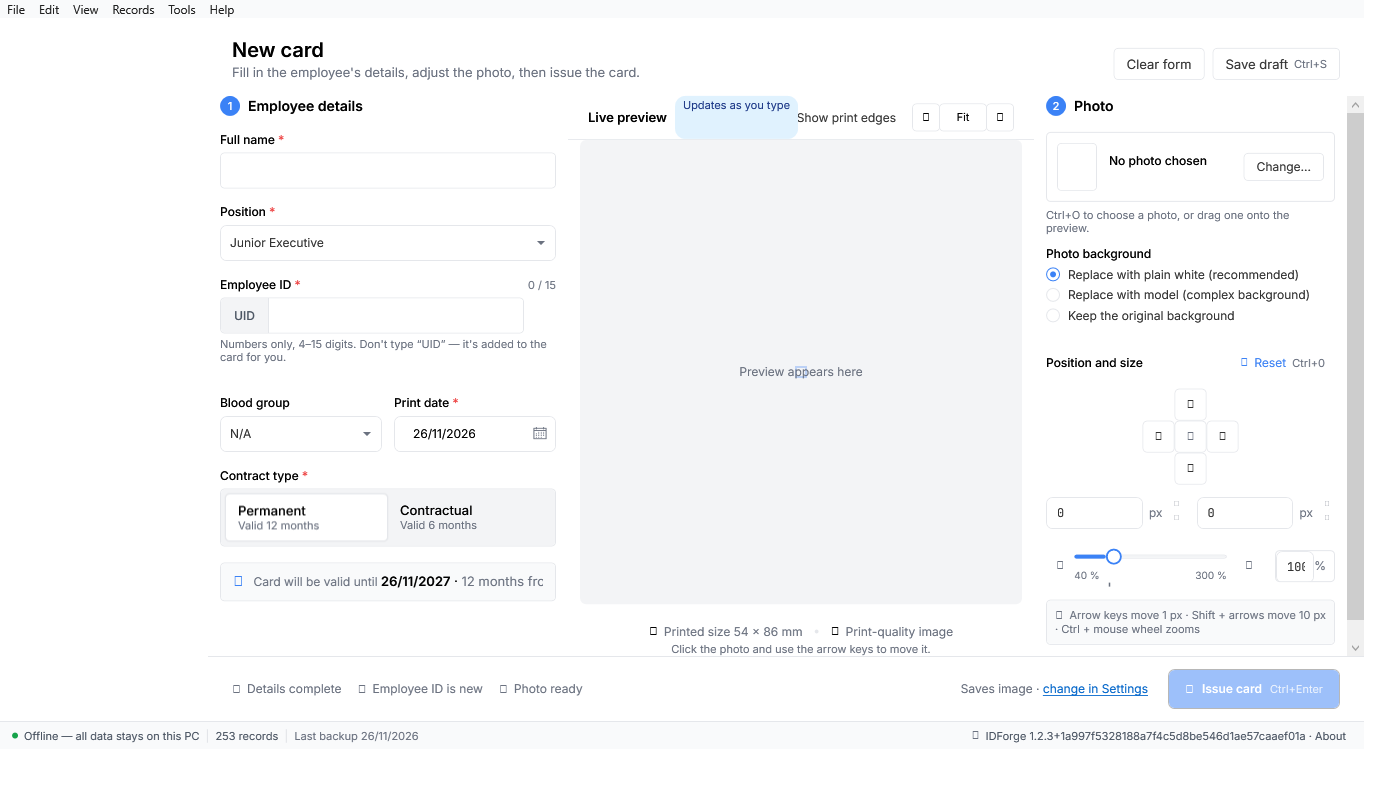 File Edit View Records Tools Help
New card
Fill in the employee's details, adjust the photo, then issue the card.
Clear form
Save draft Ctrl+S
1 Employee details
Full name *
Position *
Junior Executive
Employee ID *
0 / 15
UID
Numbers only, 4–15 digits. Don't type “UID” — it's added to the
card for you.
Blood group
Print date *
N/A
26/11/2026
Contract type *
Permanent
Valid 12 months
Contractual
Valid 6 months
Card will be valid until 26/11/2027 · 12 months frc
Live preview
Updates as you type
Show print edges
Fit
Preview appears here
Printed size 54 × 86 mm
Print-quality image
Click the photo and use the arrow keys to move it.
2 Photo
No photo chosen
Change...
Ctrl+O to choose a photo, or drag one onto the
preview.
Photo background
Replace with plain white (recommended)
Replace with model (complex background)
Keep the original background
Position and size
Reset Ctrl+0
0 px
0 px
40 %
300 %
100 %
Arrow keys move 1 px · Shift + arrows move 10 px
· Ctrl + mouse wheel zooms
Details complete
Employee ID is new
Photo ready
Saves image · change in Settings
Issue card Ctrl+Enter
Offline — all data stays on this PC
253 records
Last backup 26/11/2026
IDForge 1.2.3+1a997f5328188a7f4c5d8be546d1ae57caaef01a · About